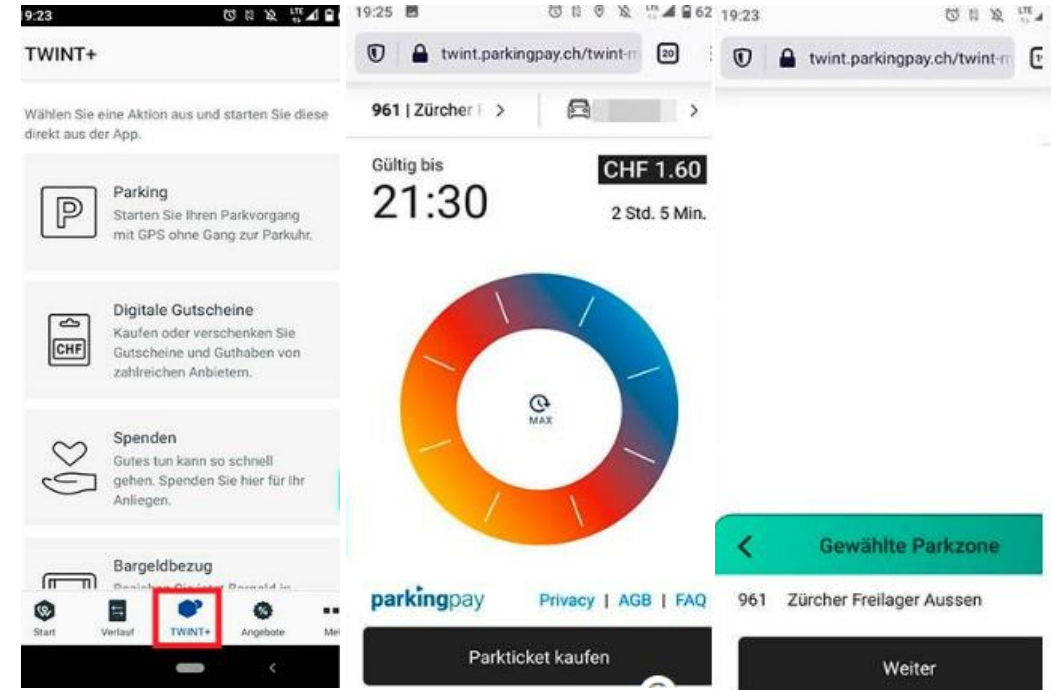 9:23
TWINT+
Wählen Sie eine Aktion aus und starten Sie diese
direkt aus der App.
Parking
Starten Sie Ihren Parkvorgang
mit GPS ohne Gang zur Parkuhr.
Digitale Gutscheine
CHF
Kaufen oder verschenken Sie
Gutscheine und Guthaben von
zahlreichen Anbietern.
Spenden
Gutes tun kann so schnell
gehen. Spenden Sie hier für Ihr
Anliegen.
Bargeldbezug
Start Verlauf TWINT+ Angebote
19:25 LTE 62
twint.parkingpay.ch/twint-m 20
961 | Zürcher
Gültig bis
CHF 1.60
21:30
2 Std. 5 Min.
MAX
parkingpay Privacy | AGB | FAQ
Parkticket kaufen
19:23 LTE
twint.parkingpay.ch/twint-m
Gewählte Parkzone
961 Zürcher Freilager Aussen
Weiter